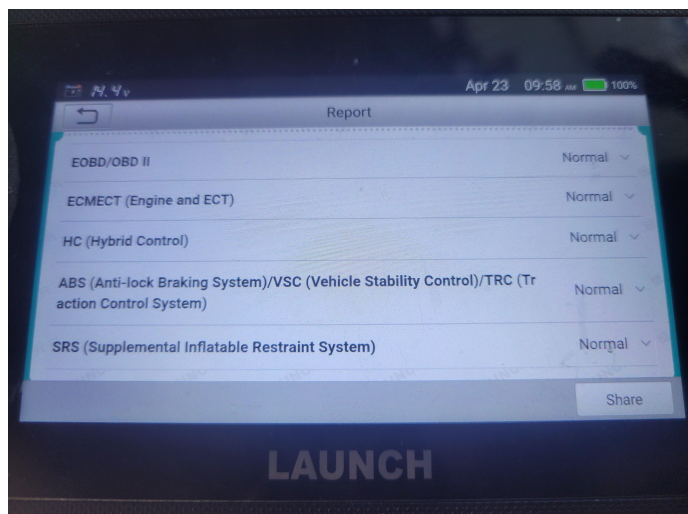 14.4v Apr 23 09:58 AM 100%
Report
EOBD/OBD II Normal
ECMECT (Engine and ECT) Normal
HC (Hybrid Control) Normal
ABS (Anti-lock Braking System)/VSC (Vehicle Stability Control)/TRC (Tr
action Control System) Normal
SRS (Supplemental Inflatable Restraint System) Normal
Share
LAUNCH